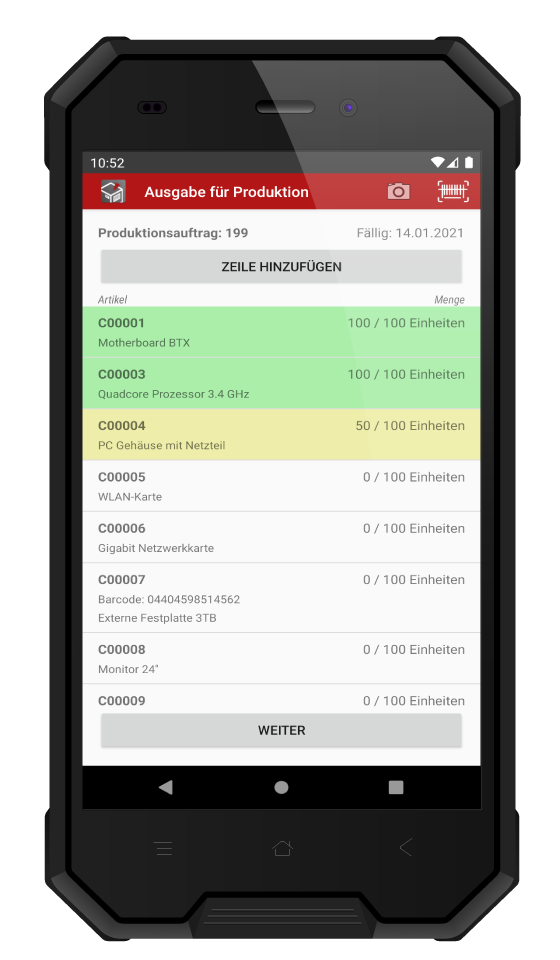 10:52
Ausgabe für Produktion
Produktionsauftrag: 199 Fällig: 14.01.2021
ZEILE HINZUFÜGEN
Artikel Menge
C00001 100 / 100 Einheiten
Motherboard BTX
C00003 100 / 100 Einheiten
Quadcore Prozessor 3.4 GHz
C00004 50 / 100 Einheiten
PC Gehäuse mit Netzteil
C00005 0 / 100 Einheiten
WLAN-Karte
C00006 0 / 100 Einheiten
Gigabit Netzwerkkarte
C00007 0 / 100 Einheiten
Barcode: 04404598514562
Externe Festplatte 3TB
C00008 0 / 100 Einheiten
Monitor 24"
C00009 0 / 100 Einheiten
WEITER